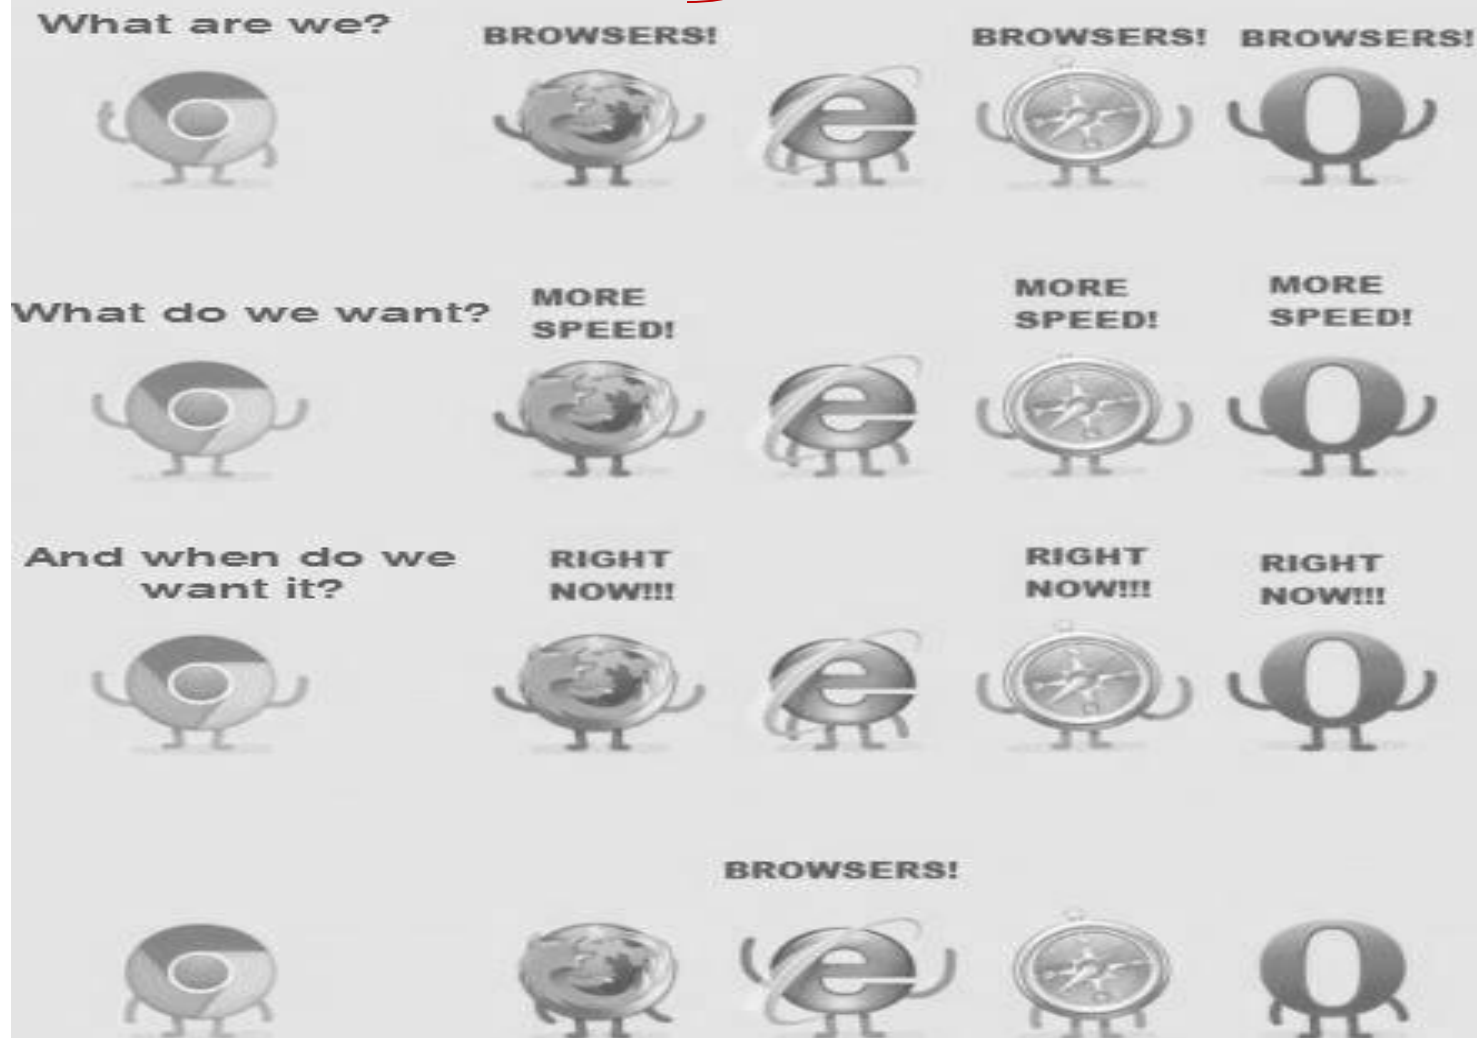 What are we?
BROWSERS!
BROWSERS!
BROWSERS!
What do we want?
MORE
SPEED!
MORE
SPEED!
MORE
SPEED!
And when do we
want it?
RIGHT
NOW!!!
RIGHT
NOW!!!
RIGHT
NOW!!!
BROWSERS!